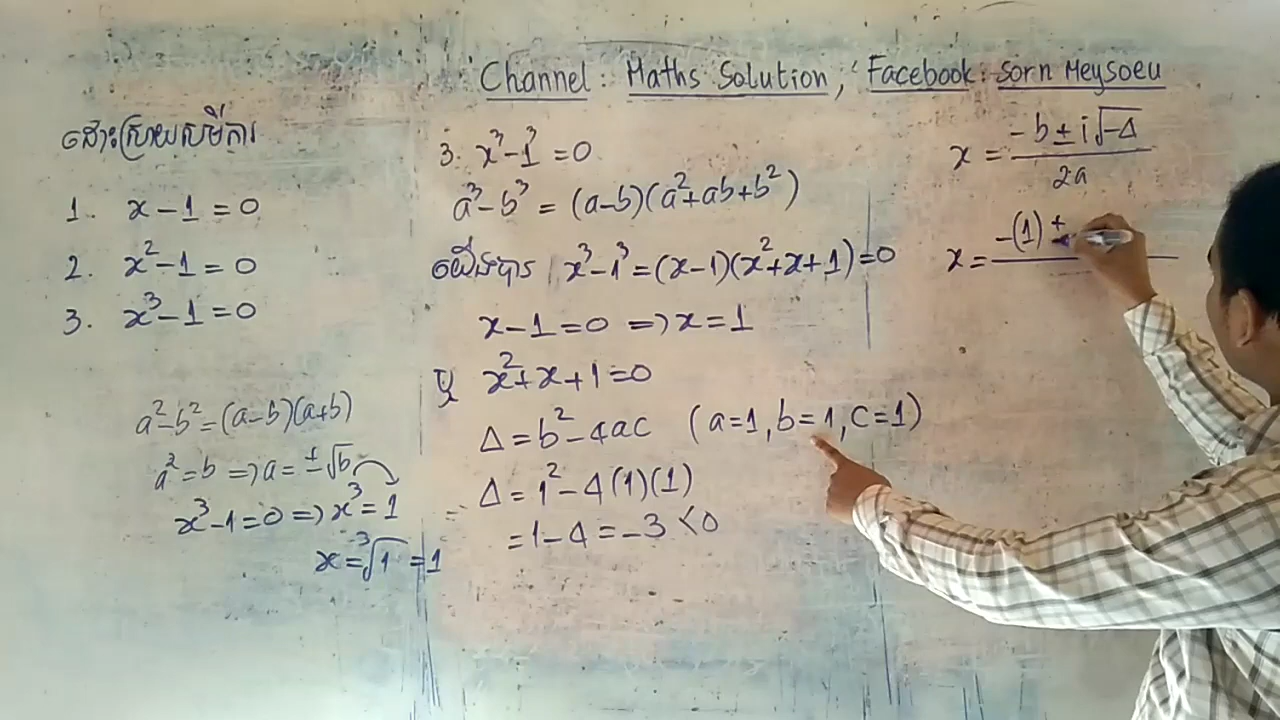 Channel : Maths Solution , Facebook : Sorn Meysoeu
ដោះស្រាយសមីការ
1. x − 1 = 0
2. x² − 1 = 0
3. x³ − 1 = 0
a² − b² = (a−b)(a+b)
a² = b ⇒ a = ±√b
x³ − 1 = 0 ⇒ x³ = 1
x = ³√1 = 1
3. x³ − 1³ = 0
a³ − b³ = (a−b)(a²+ab+b²)
យើងបាន x³ − 1³ = (x−1)(x²+x+1) = 0
x − 1 = 0 ⇒ x = 1
ឬ x² + x + 1 = 0
Δ = b² − 4ac (a=1, b=1, c=1)
Δ = 1² − 4(1)(1)
= 1 − 4 = −3 < 0
x = (−b ± i√−Δ) / 2a
x = −(1) ±